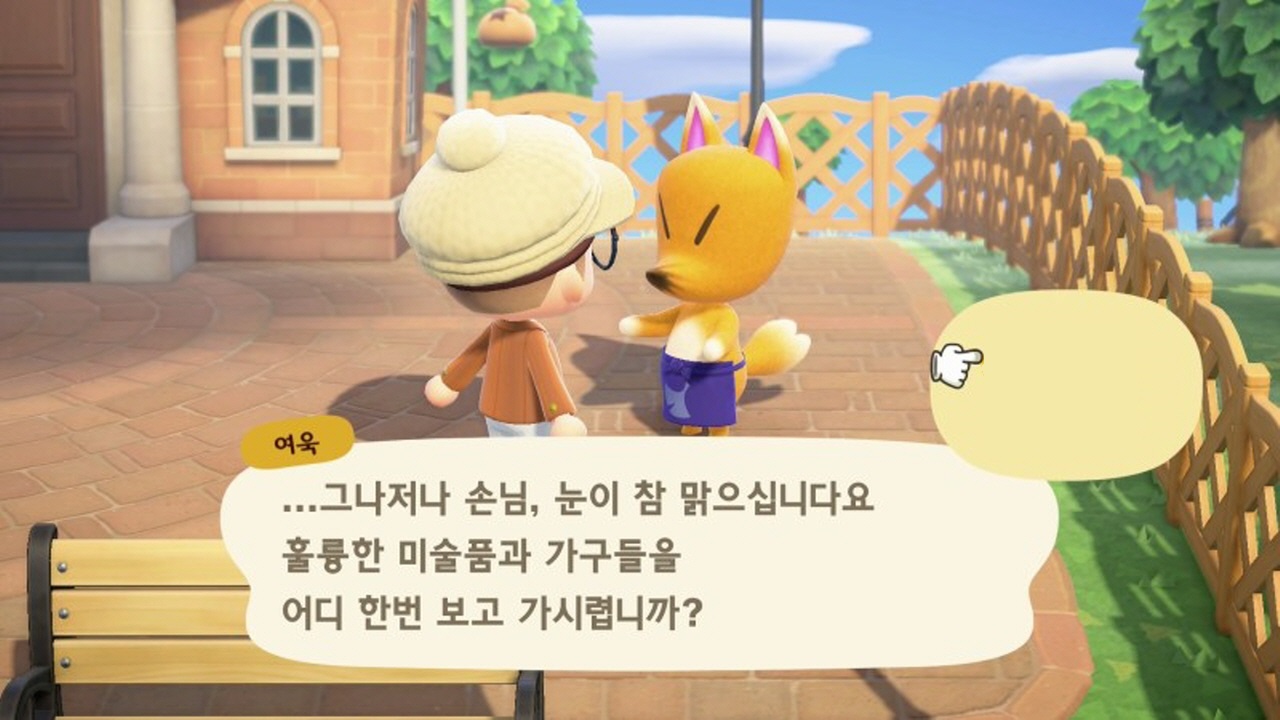 여욱
...그나저나 손님, 눈이 참 맑으십니다요
훌륭한 미술품과 가구들을
어디 한번 보고 가시렵니까?